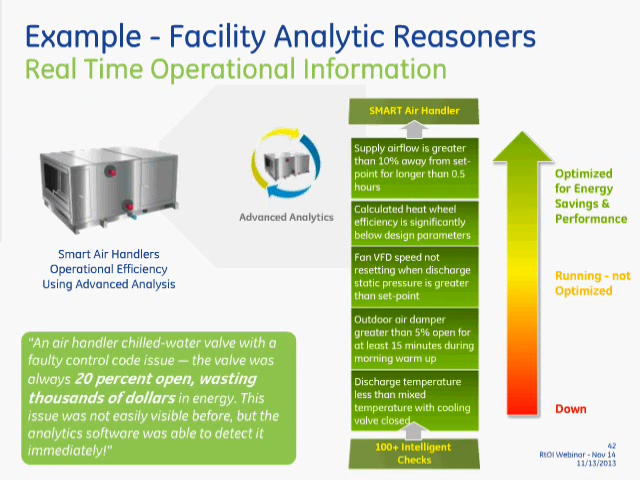 Example - Facility Analytic Reasoners
Real Time Operational Information
SMART Air Handler
Supply airflow is greater
than 10% away from set-
point for longer than 0.5
hours
Calculated heat wheel
efficiency is significantly
below design parameters
Fan VFD speed not
resetting when discharge
static pressure is greater
than set-point
Outdoor air damper
greater than 5% open for
at least 15 minutes during
morning warm up
Discharge temperature
less than mixed
temperature with cooling
valve closed
100+ Intelligent
Checks
Advanced Analytics
Smart Air Handlers
Operational Efficiency
Using Advanced Analysis
Optimized
for Energy
Savings &
Performance
Running - not
Optimized
Down
"An air handler chilled-water valve with a
faulty control code issue — the valve was
always 20 percent open, wasting
thousands of dollars in energy. This
issue was not easily visible before, but the
analytics software was able to detect it
immediately!"
42
RtOI Webinar - Nov 14
11/13/2013